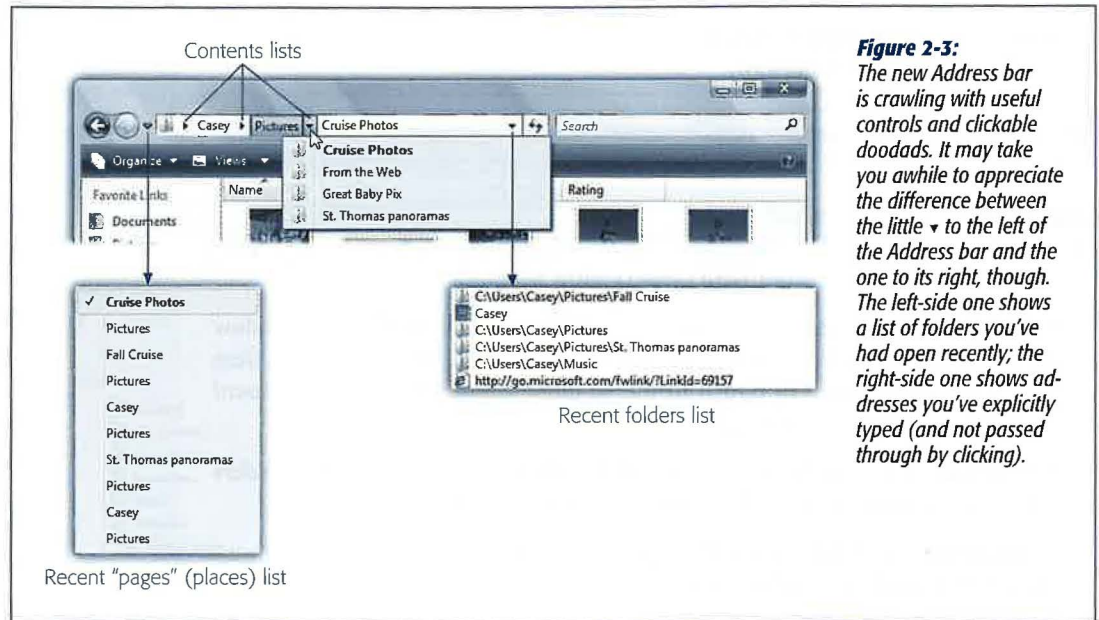 Contents lists
Casey
Pictures
Cruise Photos
Search
Organize
Views
Cruise Photos
From the Web
Great Baby Pix
St. Thomas panoramas
Favorite Links
Name
Rating
Documents
✓ Cruise Photos
Pictures
Fall Cruise
Pictures
Casey
Pictures
St. Thomas panoramas
Pictures
Casey
Pictures
Recent "pages" (places) list
C:\Users\Casey\Pictures\Fall Cruise
Casey
C:\Users\Casey\Pictures
C:\Users\Casey\Pictures\St. Thomas panoramas
C:\Users\Casey\Music
http://go.microsoft.com/fwlink/?LinkId=69157
Recent folders list
Figure 2-3:
The new Address bar
is crawling with useful
controls and clickable
doodads. It may take
you awhile to appreciate
the difference between
the little ▾ to the left of
the Address bar and the
one to its right, though.
The left-side one shows
a list of folders you've
had open recently; the
right-side one shows ad-
dresses you've explicitly
typed (and not passed
through by clicking).